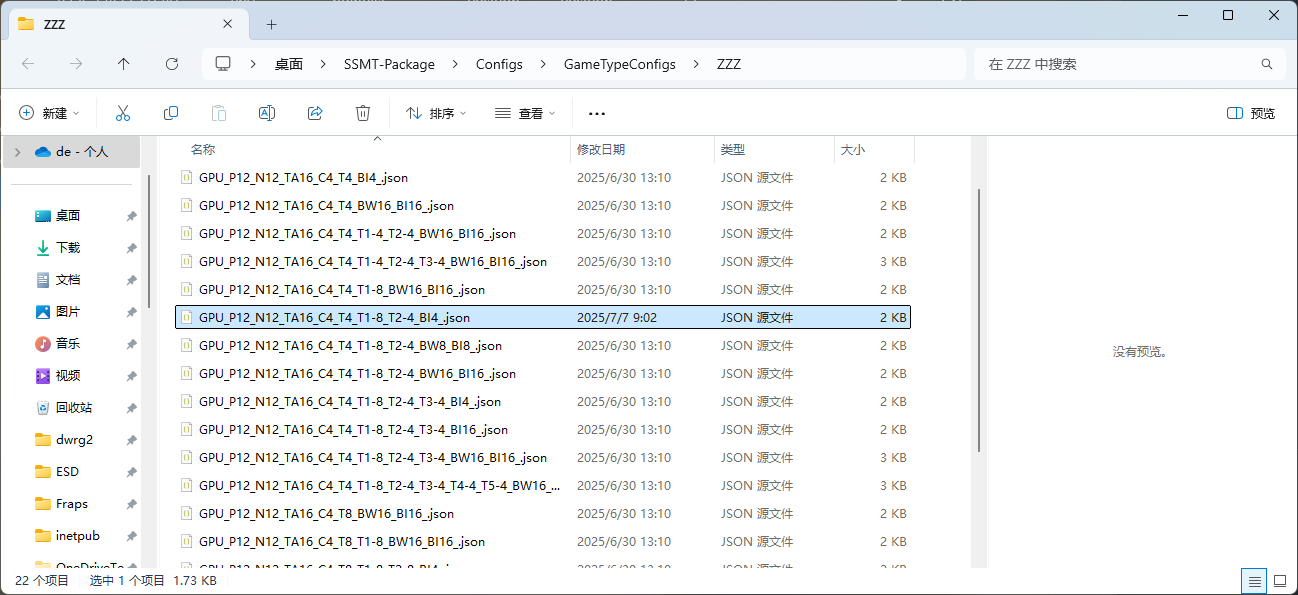 ZZZ
桌面 SSMT-Package Configs GameTypeConfigs ZZZ 在 ZZZ 中搜索
新建 排序 查看 ... 预览
de - 个人
桌面
下载
文档
图片
音乐
视频
回收站
dwrg2
ESD
Fraps
inetpub
名称 修改日期 类型 大小
GPU_P12_N12_TA16_C4_T4_BI4_.json 2025/6/30 13:10 JSON 源文件 2 KB
GPU_P12_N12_TA16_C4_T4_BW16_BI16_.json 2025/6/30 13:10 JSON 源文件 2 KB
GPU_P12_N12_TA16_C4_T4_T1-4_T2-4_BW16_BI16_.json 2025/6/30 13:10 JSON 源文件 2 KB
GPU_P12_N12_TA16_C4_T4_T1-4_T2-4_T3-4_BW16_BI16_.json 2025/6/30 13:10 JSON 源文件 3 KB
GPU_P12_N12_TA16_C4_T4_T1-8_BW16_BI16_.json 2025/6/30 13:10 JSON 源文件 2 KB
GPU_P12_N12_TA16_C4_T4_T1-8_T2-4_BI4_.json 2025/7/7 9:02 JSON 源文件 2 KB
GPU_P12_N12_TA16_C4_T4_T1-8_T2-4_BW8_BI8_.json 2025/6/30 13:10 JSON 源文件 2 KB
GPU_P12_N12_TA16_C4_T4_T1-8_T2-4_BW16_BI16_.json 2025/6/30 13:10 JSON 源文件 2 KB
GPU_P12_N12_TA16_C4_T4_T1-8_T2-4_T3-4_BI4_.json 2025/6/30 13:10 JSON 源文件 2 KB
GPU_P12_N12_TA16_C4_T4_T1-8_T2-4_T3-4_BI16_.json 2025/6/30 13:10 JSON 源文件 2 KB
GPU_P12_N12_TA16_C4_T4_T1-8_T2-4_T3-4_BW16_BI16_.json 2025/6/30 13:10 JSON 源文件 3 KB
GPU_P12_N12_TA16_C4_T4_T1-8_T2-4_T3-4_T4-4_T5-4_BW16_... 2025/6/30 13:10 JSON 源文件 3 KB
GPU_P12_N12_TA16_C4_T8_BW16_BI16_.json 2025/6/30 13:10 JSON 源文件 2 KB
GPU_P12_N12_TA16_C4_T8_T1-8_BW16_BI16_.json 2025/6/30 13:10 JSON 源文件 2 KB
没有预览。
22 个项目 选中 1 个项目 1.73 KB